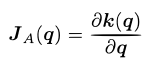 J_A(q) = ∂k(q)/∂q